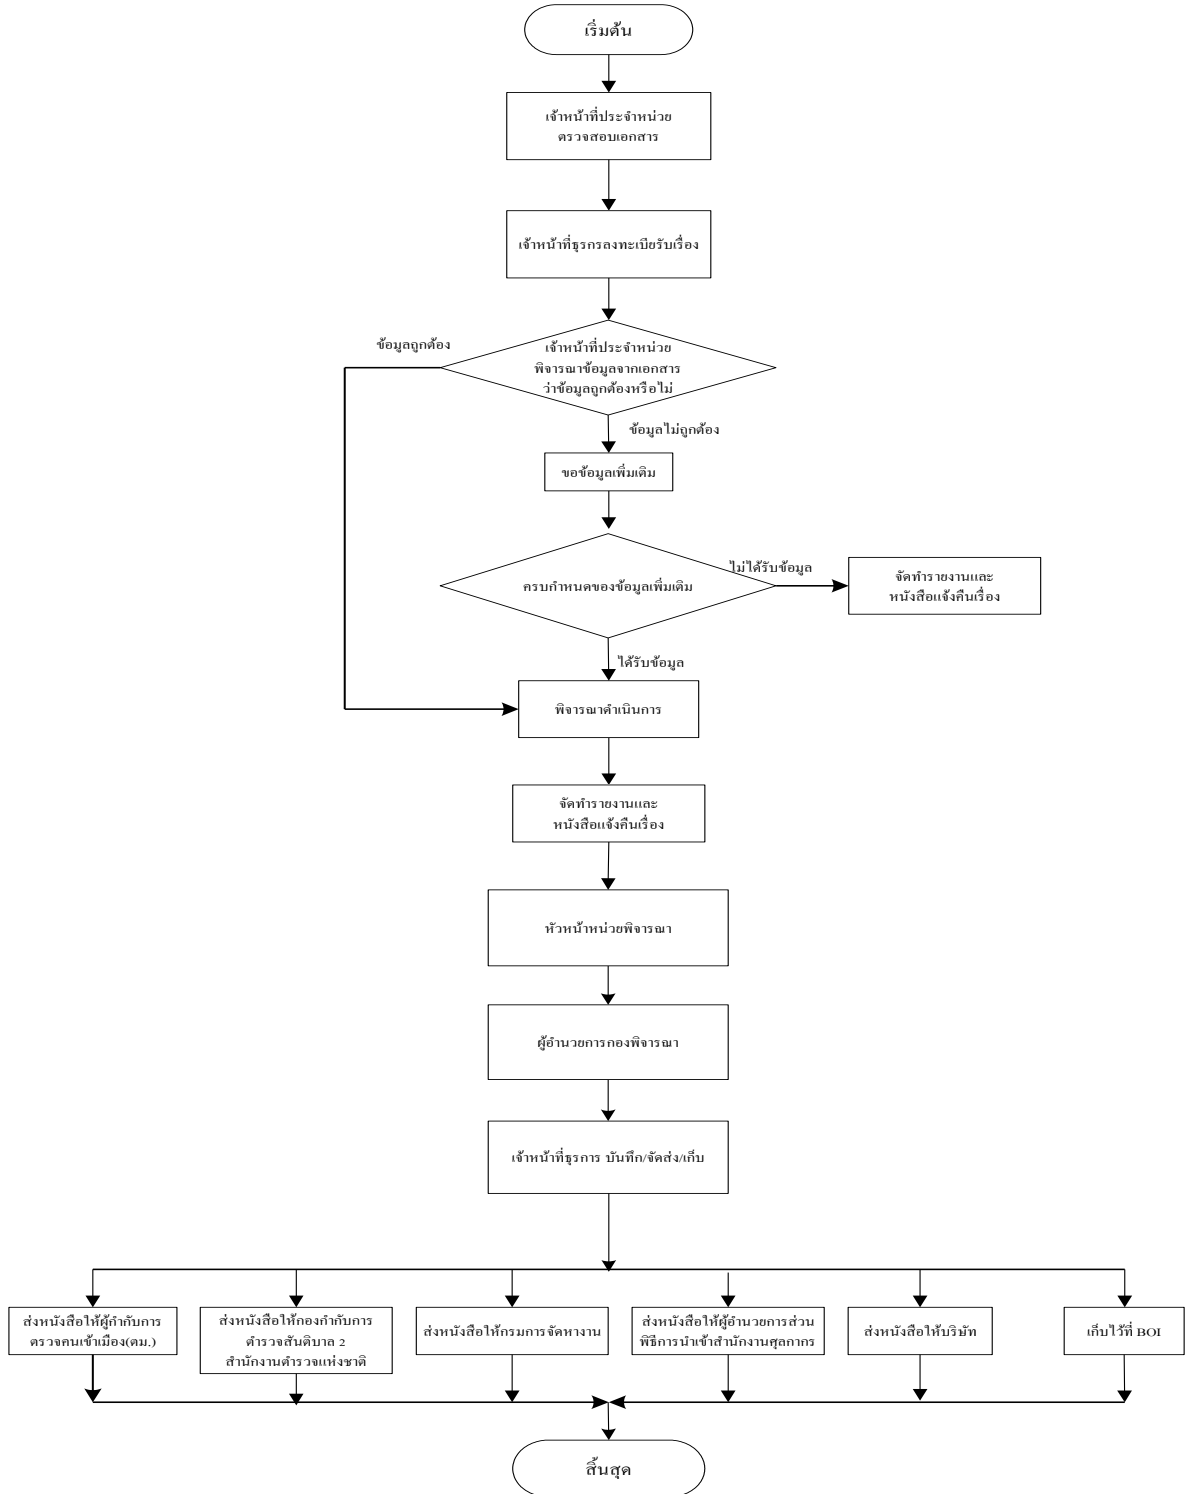 เริ่มต้น
เจ้าหน้าที่ประจำหน่วย
ตรวจสอบเอกสาร
เจ้าหน้าที่ธุรกรลงทะเบียรับเรื่อง
ข้อมูลถูกต้อง
เจ้าหน้าที่ประจำหน่วย
พิจารณาข้อมูลจากเอกสาร
ว่าข้อมูลถูกต้องหรือไม่
ข้อมูลไม่ถูกต้อง
ขอข้อมูลเพิ่มเติม
ไม่ได้รับข้อมูล
ครบกำหนดของข้อมูลเพิ่มเติม
จัดทำรายงานและ
หนังสือแจ้งคืนเรื่อง
ได้รับข้อมูล
พิจารณาดำเนินการ
จัดทำรายงานและ
หนังสือแจ้งคืนเรื่อง
หัวหน้าหน่วยพิจารณา
ผู้อำนวยการกองพิจารณา
เจ้าหน้าที่ธุรการ บันทึก/จัดส่ง/เก็บ
ส่งหนังสือให้ผู้กำกับการ
ตรวจคนเข้าเมือง(ตม.)
ส่งหนังสือให้กองกำกับการ
ตำรวจสันติบาล 2
สำนักงานตำรวจแห่งชาติ
ส่งหนังสือให้กรมการจัดหางาน
ส่งหนังสือให้ผู้อำนวยการส่วน
พิธีการนำเข้าสำนักงานศุลกากร
ส่งหนังสือให้บริษัท
เก็บไว้ที่ BOI
สิ้นสุด